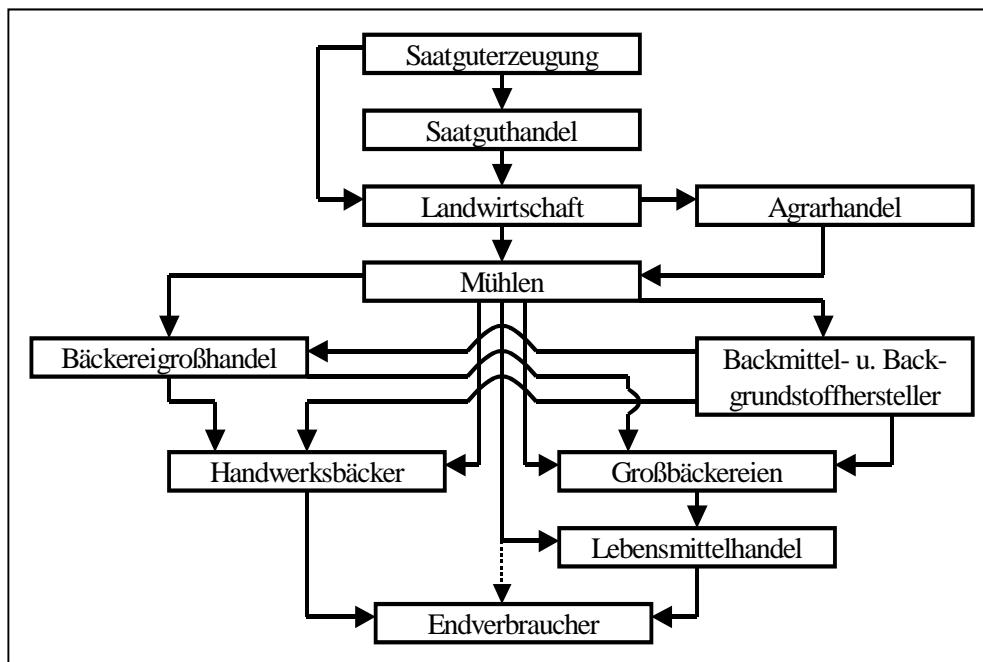 Saatguterzeugung
Saatguthandel
Landwirtschaft
Agrarhandel
Mühlen
Bäckereigroßhandel
Backmittel- u. Back-
grundstoffhersteller
Handwerksbäcker
Großbäckereien
Lebensmittelhandel
Endverbraucher